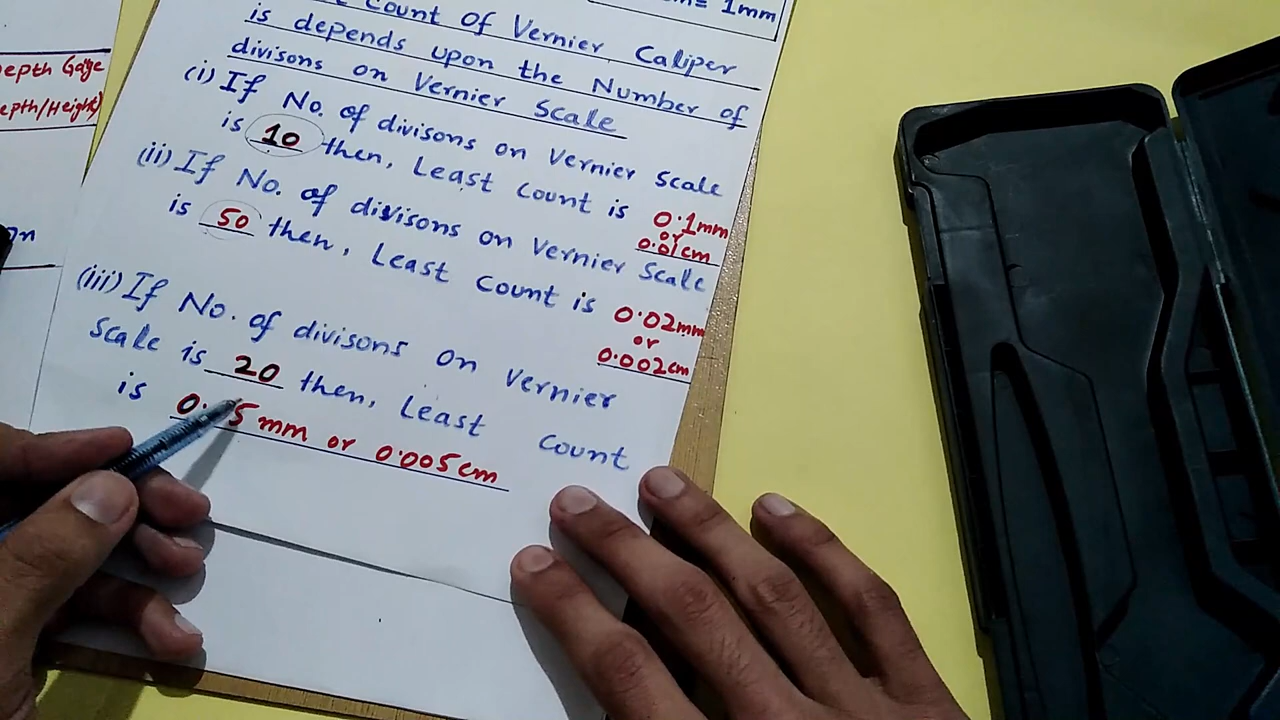 = 1mm
Count of Vernier Caliper
is depends upon the Number of
divisons on Vernier Scale
(i) If No. of divisons on Vernier Scale
is 10 then, Least Count is 0.1mm
or
0.01cm
(ii) If No. of divisons on Vernier Scale
is 50 then, Least Count is 0.02mm
or
0.002cm
(iii) If No. of divisons on Vernier
Scale is 20 then, Least Count
is 0. 5mm or 0.005cm
Depth Gage
Depth/Height)